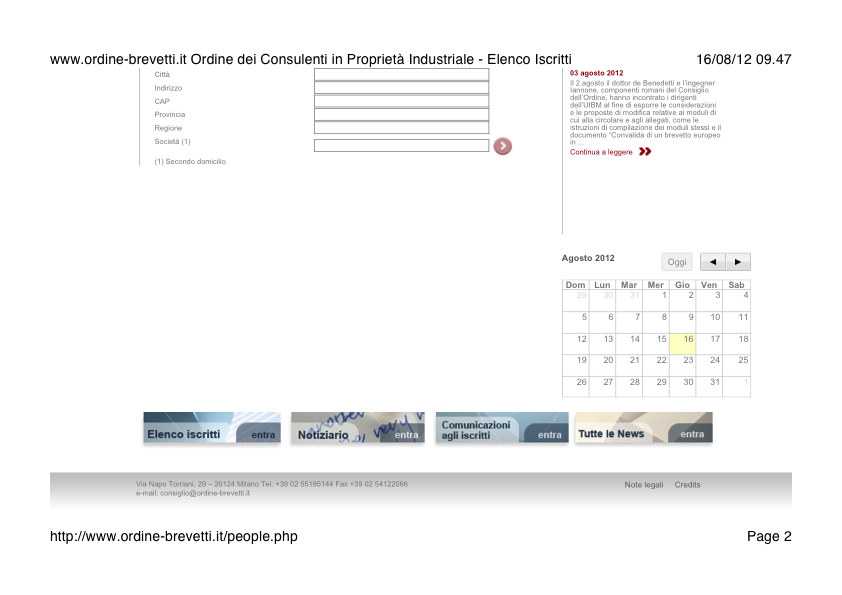 www.ordine-brevetti.it Ordine dei Consulenti in Proprietà Industriale - Elenco Iscritti 16/08/12 09.47
Città
Indirizzo
CAP
Provincia
Regione
Società (1)
(1) Secondo domicilio
03 agosto 2012
Il 2 agosto il dottor de Benedetti e l'ingegner
Iannone, componenti romani del Consiglio
dell'Ordine, hanno incontrato i dirigenti
dell'UIBM al fine di esporre le considerazioni
e le proposte di modifica relative ai moduli di
cui alla circolare e agli allegati, come le
istruzioni di compilazione dei moduli stessi e il
documento "Convalida di un brevetto europeo
in ...
Continua a leggere
Agosto 2012 Oggi ◄ ►
Dom Lun Mar Mer Gio Ven Sab
29 30 31 1 2 3 4
5 6 7 8 9 10 11
12 13 14 15 16 17 18
19 20 21 22 23 24 25
26 27 28 29 30 31 1
Elenco iscritti entra
Notiziario entra
Comunicazioni
agli iscritti entra
Tutte le News entra
another
very
Via Napo Torriani, 29 – 20124 Milano Tel. +39 02 55185144 Fax +39 02 54122066
e-mail: consiglio@ordine-brevetti.it
Note legali Credits
http://www.ordine-brevetti.it/people.php Page 2